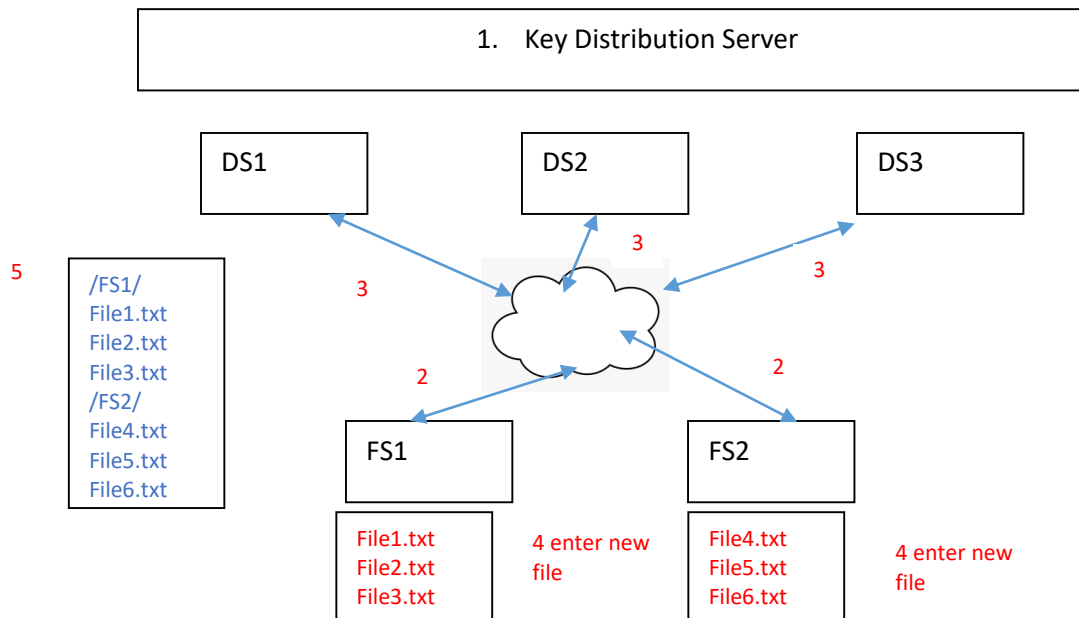 1. Key Distribution Server
DS1
DS2
DS3
3
3
3
5
/FS1/
File1.txt
File2.txt
File3.txt
/FS2/
File4.txt
File5.txt
File6.txt
2
2
FS1
FS2
File1.txt
File2.txt
File3.txt
4 enter new
file
File4.txt
File5.txt
File6.txt
4 enter new
file